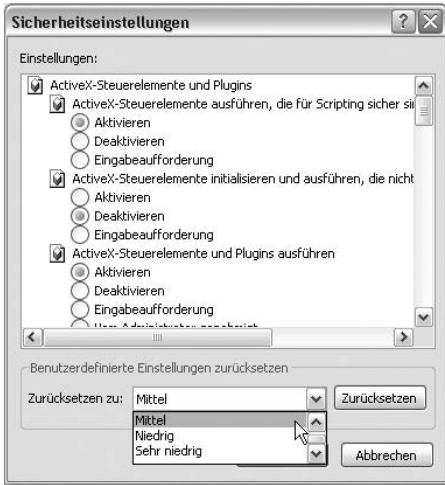 Sicherheitseinstellungen
Einstellungen:
ActiveX-Steuerelemente und Plugins
ActiveX-Steuerelemente ausführen, die für Scripting sicher
Aktivieren
Deaktivieren
Eingabeaufforderung
ActiveX-Steuerelemente initialisieren und ausführen, die nicht
Aktivieren
Deaktivieren
Eingabeaufforderung
ActiveX-Steuerelemente und Plugins ausführen
Aktivieren
Deaktivieren
Eingabeaufforderung
Benutzerdefinierte Einstellungen zurücksetzen
Zurücksetzen zu: Mittel Zurücksetzen
Mittel
Niedrig
Sehr niedrig
Abbrechen